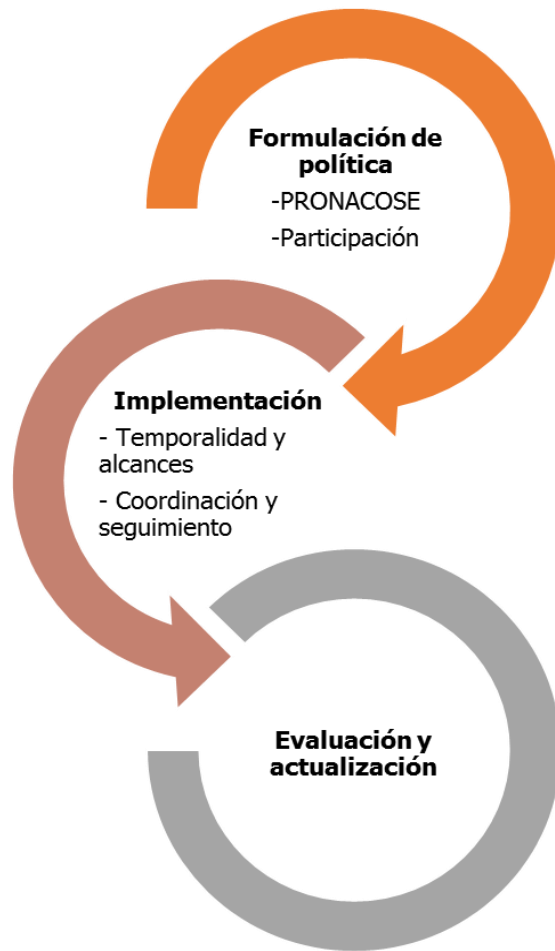 Formulación de
política
-PRONACOSE
-Participación
Implementación
- Temporalidad y
alcances
- Coordinación y
seguimiento
Evaluación y
actualización